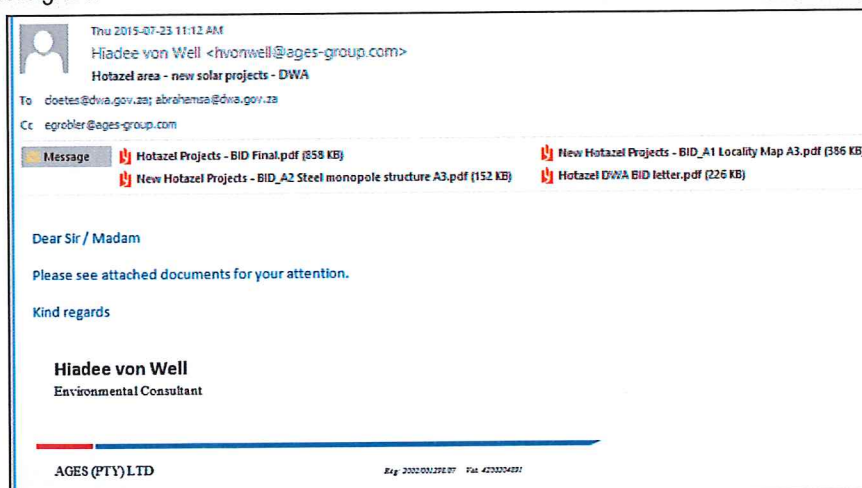 Thu 2015-07-23 11:12 AM
Hiadee von Well <hvonwell@ages-group.com>
Hotazel area - new solar projects - DWA
To cloetes@dwa.gov.za; abrahamsa@dwa.gov.za
Cc egrobler@ages-group.com
Message Hotazel Projects - BID Final.pdf (858 KB) New Hotazel Projects - BID_A1 Locality Map A3.pdf (386 KB)
New Hotazel Projects - BID_A2 Steel monopole structure A3.pdf (152 KB) Hotazel DWA BID letter.pdf (226 KB)
Dear Sir / Madam
Please see attached documents for your attention.
Kind regards
Hiadee von Well
Environmental Consultant
AGES (PTY) LTD